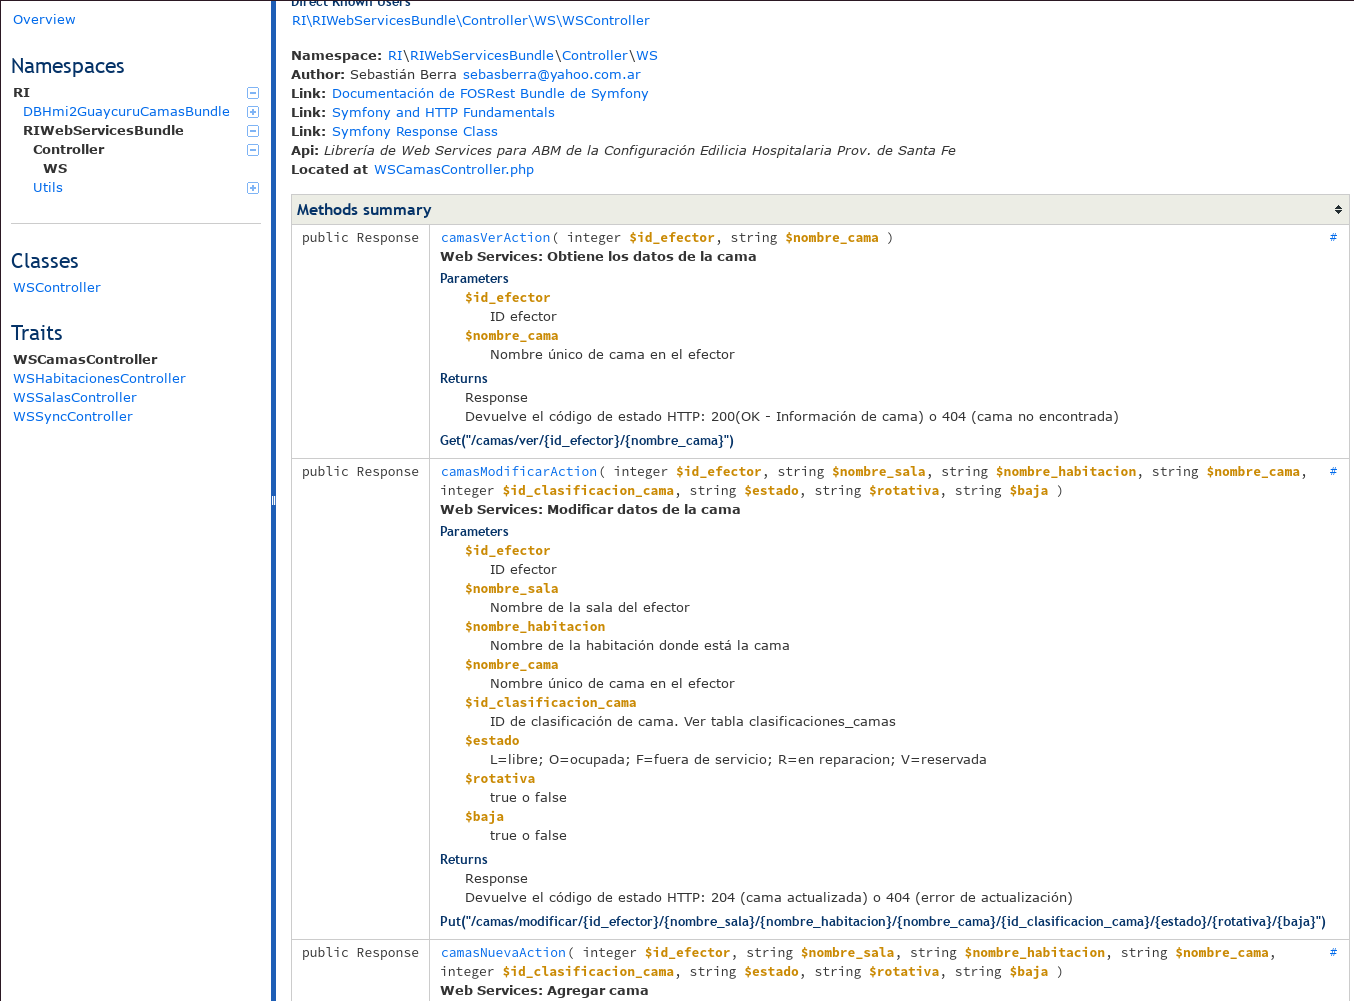 Overview
Namespaces
RI
DBHmi2GuaycuruCamasBundle
RIWebServicesBundle
Controller
WS
Utils
Classes
WSController
Traits
WSCamasController
WSHabitacionesController
WSSalasController
WSSyncController
Direct Known Users
RI\RIWebServicesBundle\Controller\WS\WSController
Namespace: RI\RIWebServicesBundle\Controller\WS
Author: Sebastián Berra sebasberra@yahoo.com.ar
Link: Documentación de FOSRest Bundle de Symfony
Link: Symfony and HTTP Fundamentals
Link: Symfony Response Class
Api: Librería de Web Services para ABM de la Configuración Edilicia Hospitalaria Prov. de Santa Fe
Located at WSCamasController.php
Methods summary
public Response camasVerAction( integer $id_efector, string $nombre_cama ) #
Web Services: Obtiene los datos de la cama
Parameters
$id_efector
ID efector
$nombre_cama
Nombre único de cama en el efector
Returns
Response
Devuelve el código de estado HTTP: 200(OK - Información de cama) o 404 (cama no encontrada)
Get("/camas/ver/{id_efector}/{nombre_cama}")
public Response camasModificarAction( integer $id_efector, string $nombre_sala, string $nombre_habitacion, string $nombre_cama, #
integer $id_clasificacion_cama, string $estado, string $rotativa, string $baja )
Web Services: Modificar datos de la cama
Parameters
$id_efector
ID efector
$nombre_sala
Nombre de la sala del efector
$nombre_habitacion
Nombre de la habitación donde está la cama
$nombre_cama
Nombre único de cama en el efector
$id_clasificacion_cama
ID de clasificación de cama. Ver tabla clasificaciones_camas
$estado
L=libre; O=ocupada; F=fuera de servicio; R=en reparacion; V=reservada
$rotativa
true o false
$baja
true o false
Returns
Response
Devuelve el código de estado HTTP: 204 (cama actualizada) o 404 (error de actualización)
Put("/camas/modificar/{id_efector}/{nombre_sala}/{nombre_habitacion}/{nombre_cama}/{id_clasificacion_cama}/{estado}/{rotativa}/{baja}")
public Response camasNuevaAction( integer $id_efector, string $nombre_sala, string $nombre_habitacion, string $nombre_cama, #
integer $id_clasificacion_cama, string $estado, string $rotativa, string $baja )
Web Services: Agregar cama